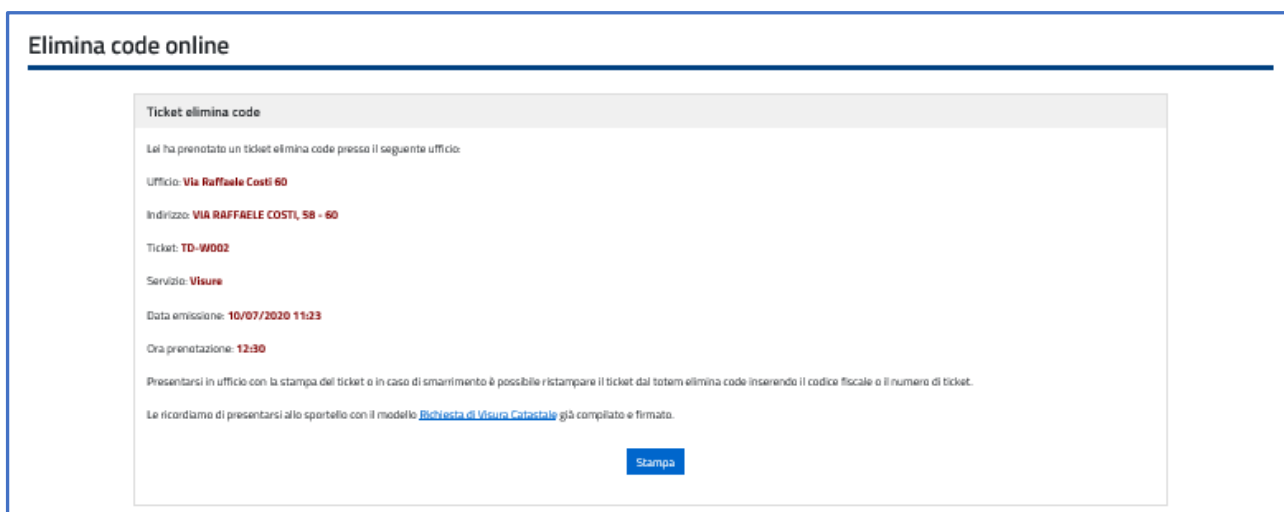 Elimina code online
Ticket elimina code
Lei ha prenotato un ticket elimina code presso il seguente ufficio:
Ufficio: Via Raffaele Costi 60
Indirizzo: VIA RAFFAELE COSTI, 58 - 60
Ticket: TD-W002
Servizio: Visure
Data emissione: 10/07/2020 11:23
Ora prenotazione: 12:30
Presentarsi in ufficio con la stampa del ticket o in caso di smarrimento è possibile ristampare il ticket dal totem elimina code inserendo il codice fiscale o il numero di ticket.
Le ricordiamo di presentarsi allo sportello con il modello Richiesta di Visura Catastale già compilato e firmato.
Stampa